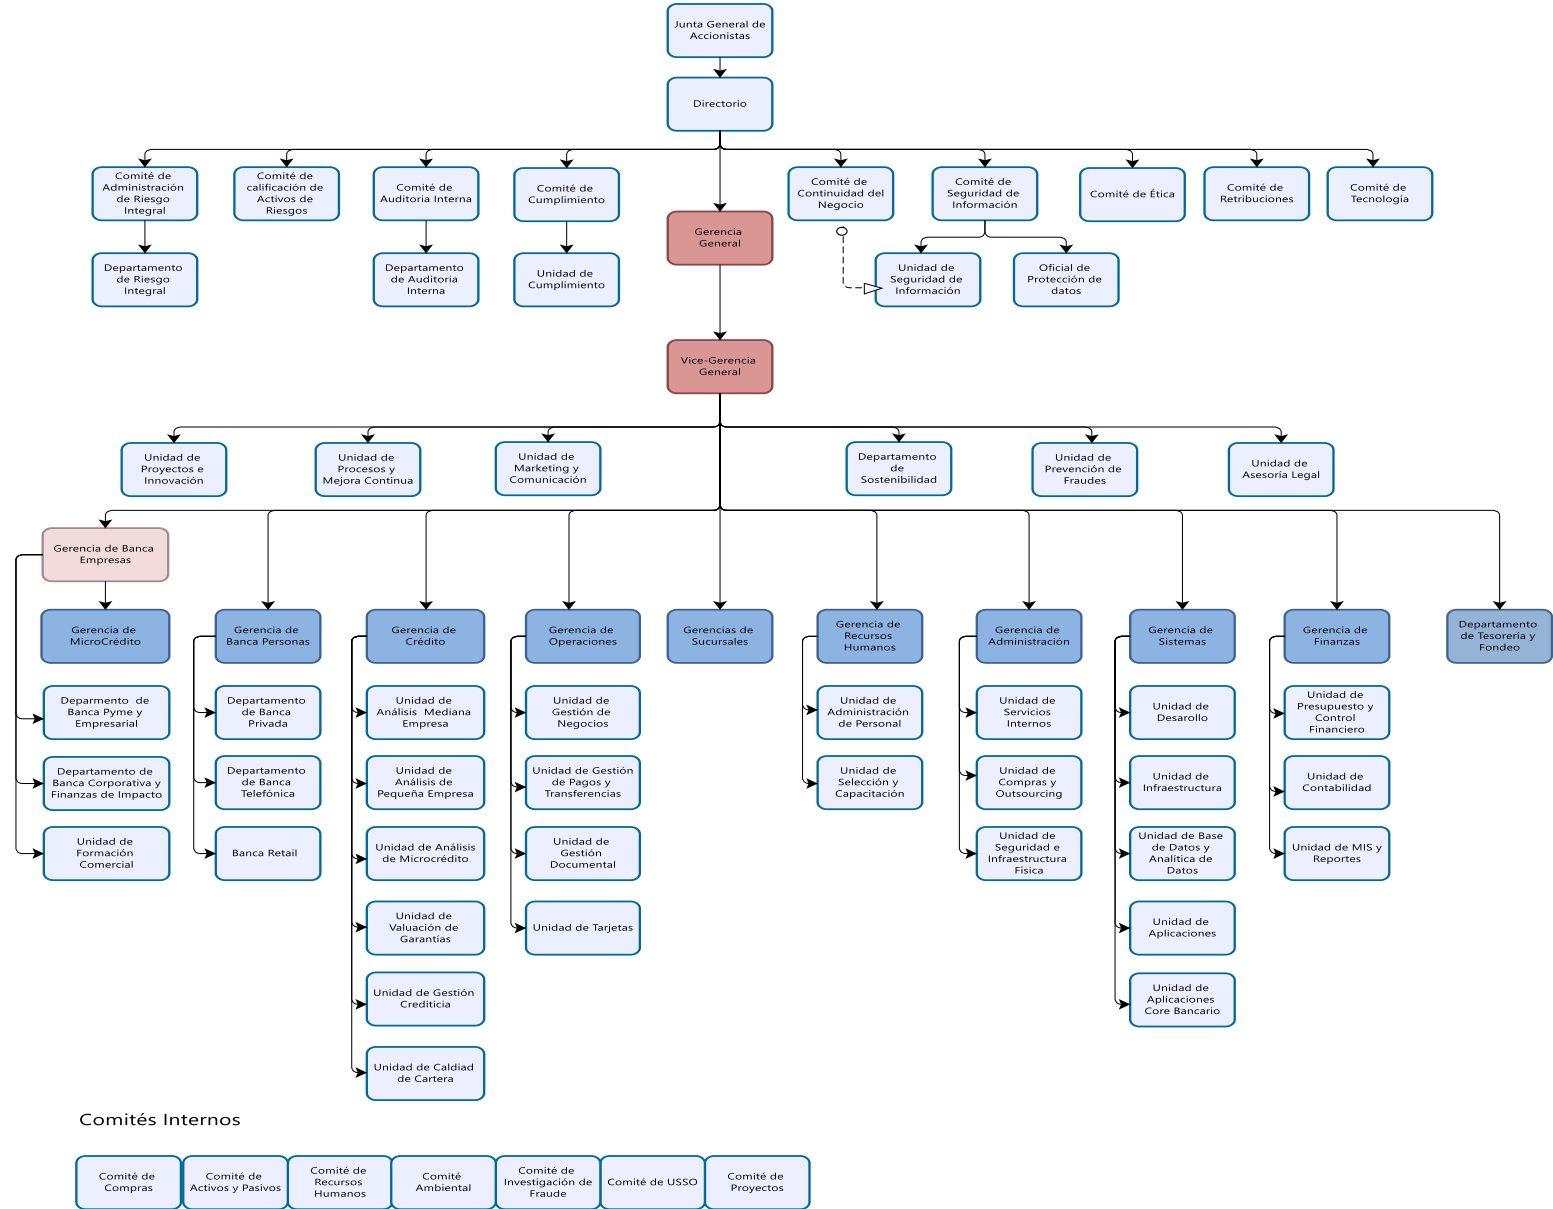 Junta General de
Accionistas
Directorio
Comité de
Administración
de Riesgo
Integral
Comité de
calificación de
Activos de
Riesgos
Comité de
Auditoria Interna
Comité de
Cumplimiento
Comité de
Continuidad del
Negocio
Comité de
Seguridad de
Información
Comité de Ética
Comité de
Retribuciones
Comité de
Tecnología
Gerencia
General
Departamento
de Riesgo
Integral
Departamento
de Auditoria
Interna
Unidad de
Cumplimiento
Unidad de
Seguridad de
Información
Oficial de
Protección de
datos
Vice-Gerencia
General
Unidad de
Proyectos e
Innovación
Unidad de
Procesos y
Mejora Continua
Unidad de
Marketing y
Comunicación
Departamento
de
Sostenibilidad
Unidad de
Prevención de
Fraudes
Unidad de
Asesoría Legal
Gerencia de Banca
Empresas
Gerencia de
MicroCrédito
Gerencia de
Banca Personas
Gerencia de
Crédito
Gerencia de
Operaciones
Gerencias de
Sucursales
Gerencia de
Recursos
Humanos
Gerencia de
Administración
Gerencia de
Sistemas
Gerencia de
Finanzas
Departamento
de Tesorería y
Fondeo
Deparmento de
Banca Pyme y
Empresarial
Departamento
de Banca
Privada
Unidad de
Análisis Mediana
Empresa
Unidad de
Gestión de
Negocios
Unidad de
Administración
de Personal
Unidad de
Servicios
Internos
Unidad de
Desarollo
Unidad de
Presupuesto y
Control
Financiero
Departamento de
Banca Corporativa y
Finanzas de Impacto
Departamento
de Banca
Telefónica
Unidad de
Análisis de
Pequeña Empresa
Unidad de Gestión
de Pagos y
Transferencias
Unidad de
Selección y
Capacitación
Unidad de
Compras y
Outsourcing
Unidad de
Infraestructura
Unidad de
Contabilidad
Unidad de
Formación
Comercial
Banca Retail
Unidad de Análisis
de Microcrédito
Unidad de
Gestión
Documental
Unidad de
Seguridad e
Infraestructura
Física
Unidad de Base
de Datos y
Analítica de
Datos
Unidad de MIS y
Reportes
Unidad de
Valuación de
Garantías
Unidad de Tarjetas
Unidad de
Aplicaciones
Unidad de Gestión
Crediticia
Unidad de
Aplicaciones
Core Bancario
Unidad de Caldiad
de Cartera
Comités Internos
Comité de
Compras
Comité de
Activos y Pasivos
Comité de
Recursos
Humanos
Comité
Ambiental
Comité de
Investigación de
Fraude
Comité de USSO
Comité de
Proyectos